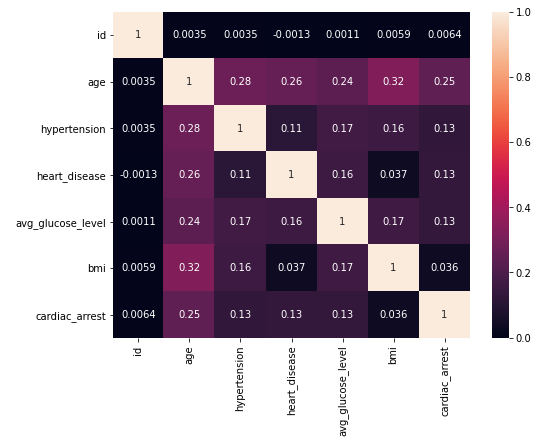 id 1 0.0035 0.0035 -0.0013 0.0011 0.0059 0.0064
age 0.0035 1 0.28 0.26 0.24 0.32 0.25
hypertension 0.0035 0.28 1 0.11 0.17 0.16 0.13
heart_disease -0.0013 0.26 0.11 1 0.16 0.037 0.13
avg_glucose_level 0.0011 0.24 0.17 0.16 1 0.17 0.13
bmi 0.0059 0.32 0.16 0.037 0.17 1 0.036
cardiac_arrest 0.0064 0.25 0.13 0.13 0.13 0.036 1
id age hypertension heart_disease avg_glucose_level bmi cardiac_arrest
1.0
0.8
0.6
0.4
0.2
0.0